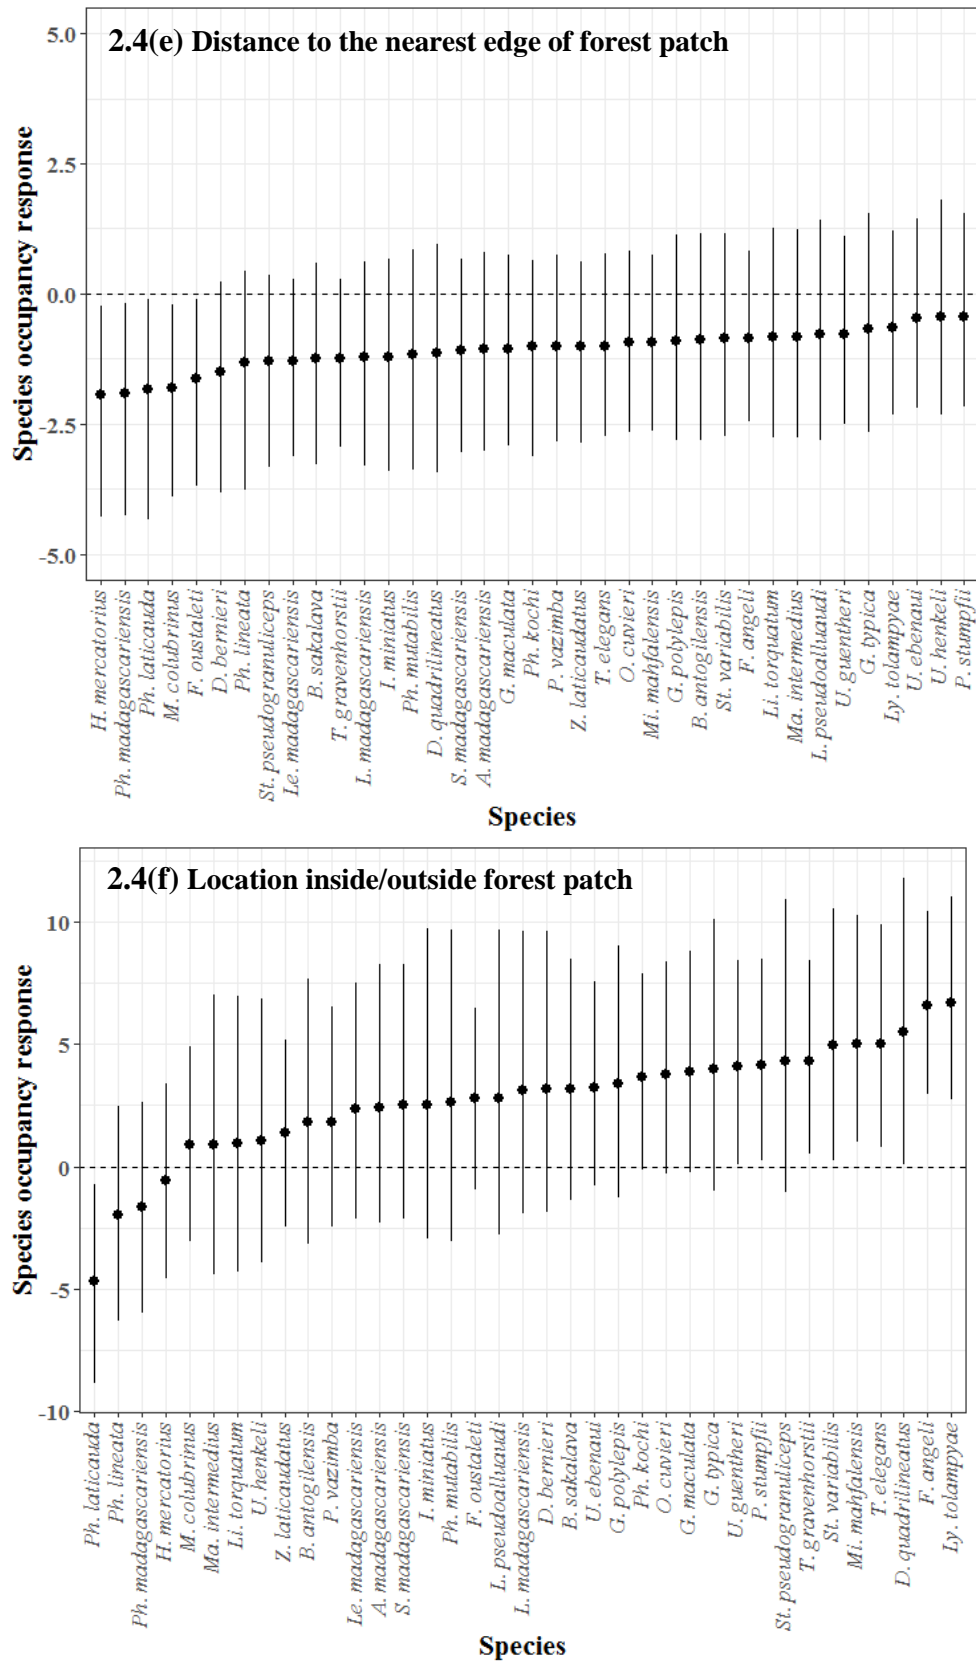 2.4(e) Distance to the nearest edge of forest patch
5.0
2.5
0.0
-2.5
-5.0
Species occupancy response
H. mercatorius
Ph. madagascariensis
Ph. laticauda
M. colubrinus
F. oustaleti
D. bernieri
Ph. lineata
St. pseudogranuliceps
Le. madagascariensis
B. sakalava
T. gravenhorstii
L. madagascariensis
I. miniatus
Ph. mutabilis
D. quatrilineatus
S. madagascariensis
A. madagascariensis
G. maculata
Ph. kochi
P. vazimba
Z. laticaudatus
T. elegans
O. cuvieri
Mi. mahfalensis
G. polylepis
B. antogilensis
St. variabilis
F. angeli
Li. torquatum
Ma. intermedius
L. pseudoalluaudi
U. guentheri
G. typica
Ly. tolampyae
U. ebenaui
U. henkeli
P. stumpfii
Species
2.4(f) Location inside/outside forest patch
10
5
0
-5
-10
Species occupancy response
Ph. laticauda
Ph. lineata
Ph. madagascariensis
H. mercatorius
M. colubrinus
Ma. intermedius
Li. torquatum
U. henkeli
Z. laticaudatus
B. antogilensis
P. vazimba
Le. madagascariensis
A. madagascariensis
S. madagascariensis
I. miniatus
Ph. mutabilis
F. oustaleti
L. pseudoalluaudi
L. madagascariensis
D. bernieri
B. sakalava
U. ebenaui
G. polylepis
Ph. kochi
O. cuvieri
G. maculata
G. typica
U. guentheri
P. stumpfii
St. pseudogranuliceps
T. gravenhorstii
St. variabilis
Mi. mahfalensis
T. elegans
D. quadrilineatus
F. angeli
Ly. tolampyae
Species